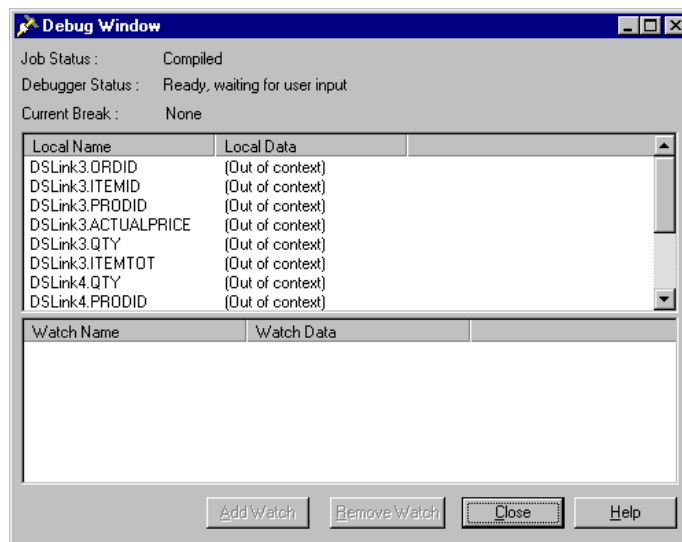 Debug Window
Job Status : Compiled
Debugger Status : Ready, waiting for user input
Current Break : None
Local Name Local Data
DSLink3.ORDID (Out of context)
DSLink3.ITEMID (Out of context)
DSLink3.PRODID (Out of context)
DSLink3.ACTUALPRICE (Out of context)
DSLink3.QTY (Out of context)
DSLink3.ITEMTOT (Out of context)
DSLink4.QTY (Out of context)
DSLink4.PRODID (Out of context)
Watch Name Watch Data
Add Watch Remove Watch Close Help